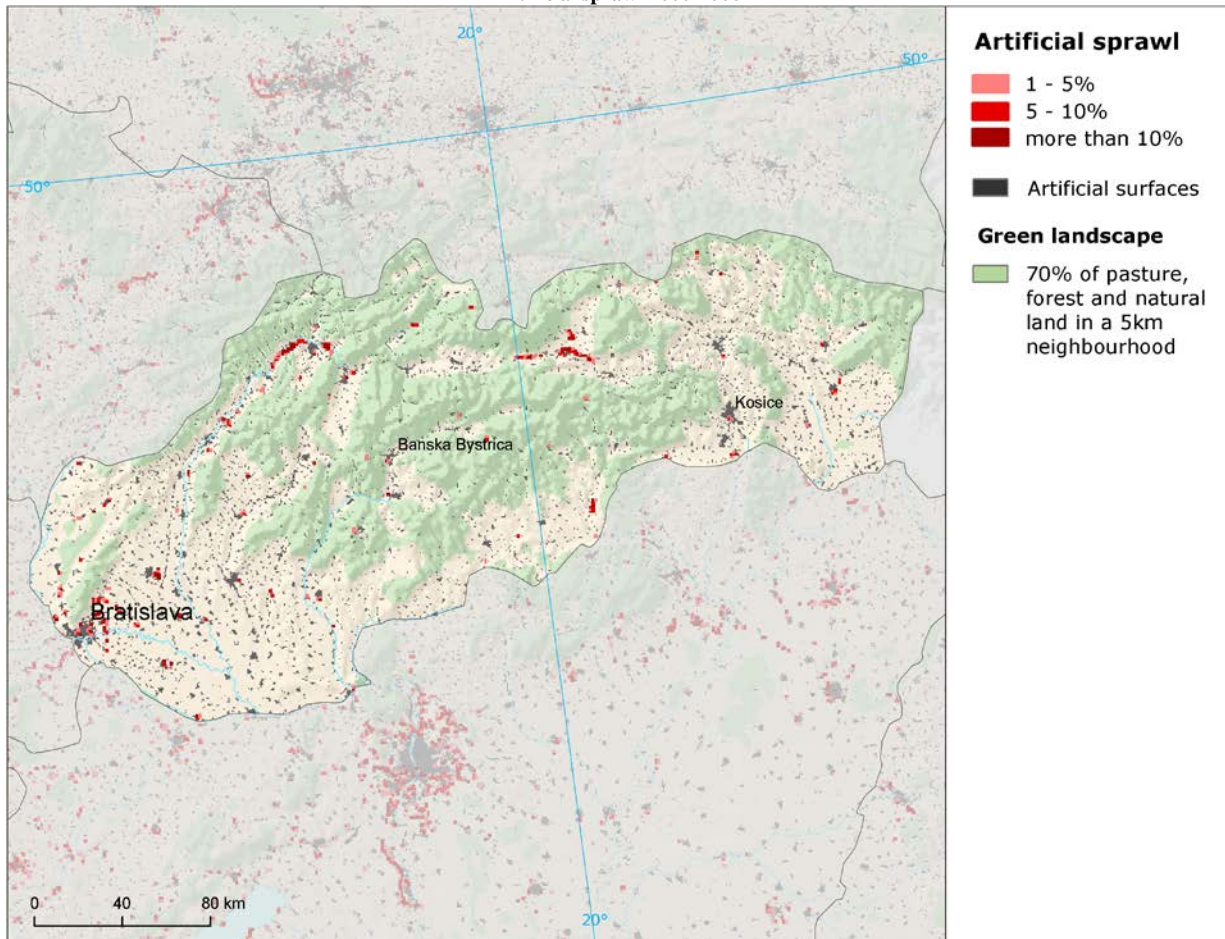 20°
50°
50°
Banska Bystrica
Kosice
Bratislava
0 40 80 km
20°
Artificial sprawl
1 - 5%
5 - 10%
more than 10%
Artificial surfaces
Green landscape
70% of pasture,
forest and natural
land in a 5km
neighbourhood